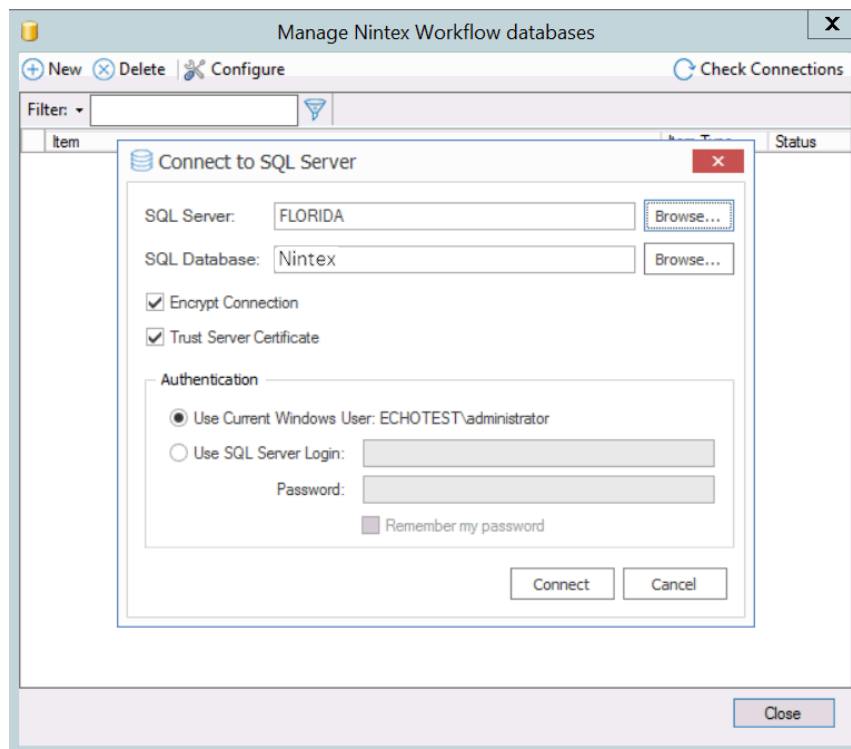 Manage Nintex Workflow databases
X
New Delete Configure Check Connections
Filter:
Item Item Type Status
Connect to SQL Server
SQL Server: FLORIDA Browse...
SQL Database: Nintex Browse...
Encrypt Connection
Trust Server Certificate
Authentication
Use Current Windows User: ECHOTEST\administrator
Use SQL Server Login:
Password:
Remember my password
Connect Cancel
Close